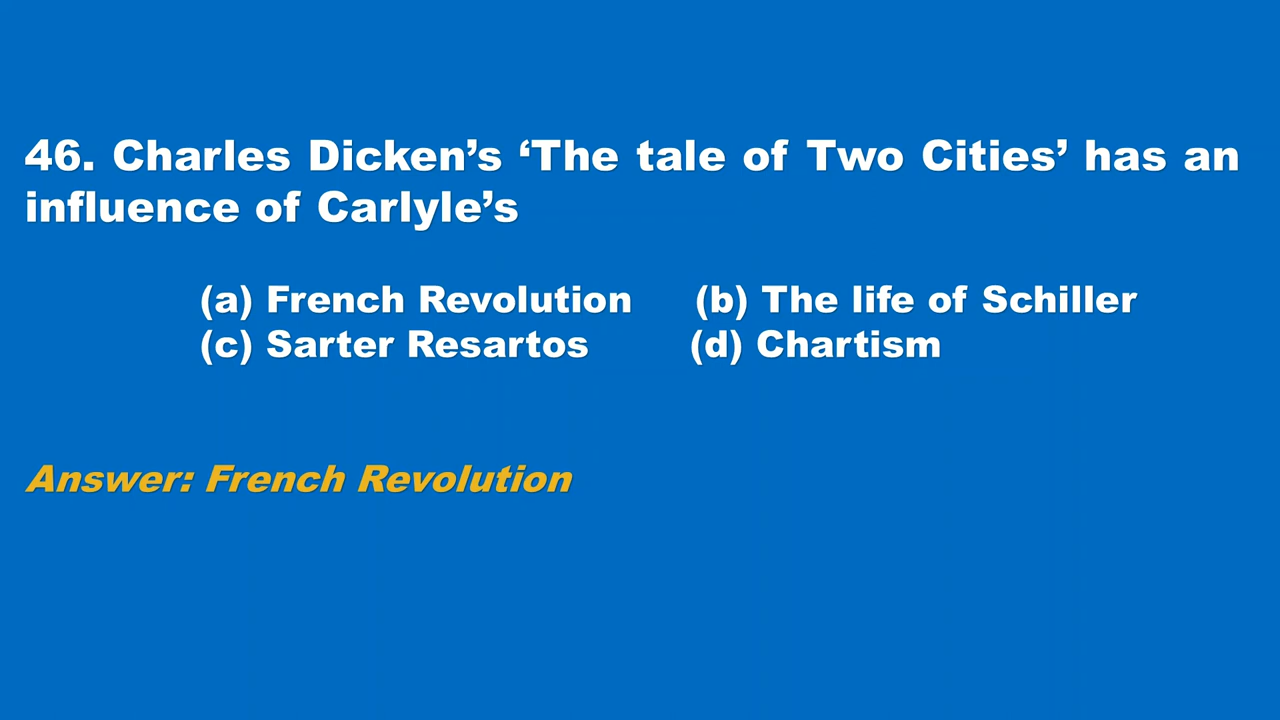 46. Charles Dicken’s ‘The tale of Two Cities’ has an
influence of Carlyle’s
(a) French Revolution (b) The life of Schiller
(c) Sarter Resartos (d) Chartism
Answer: French Revolution